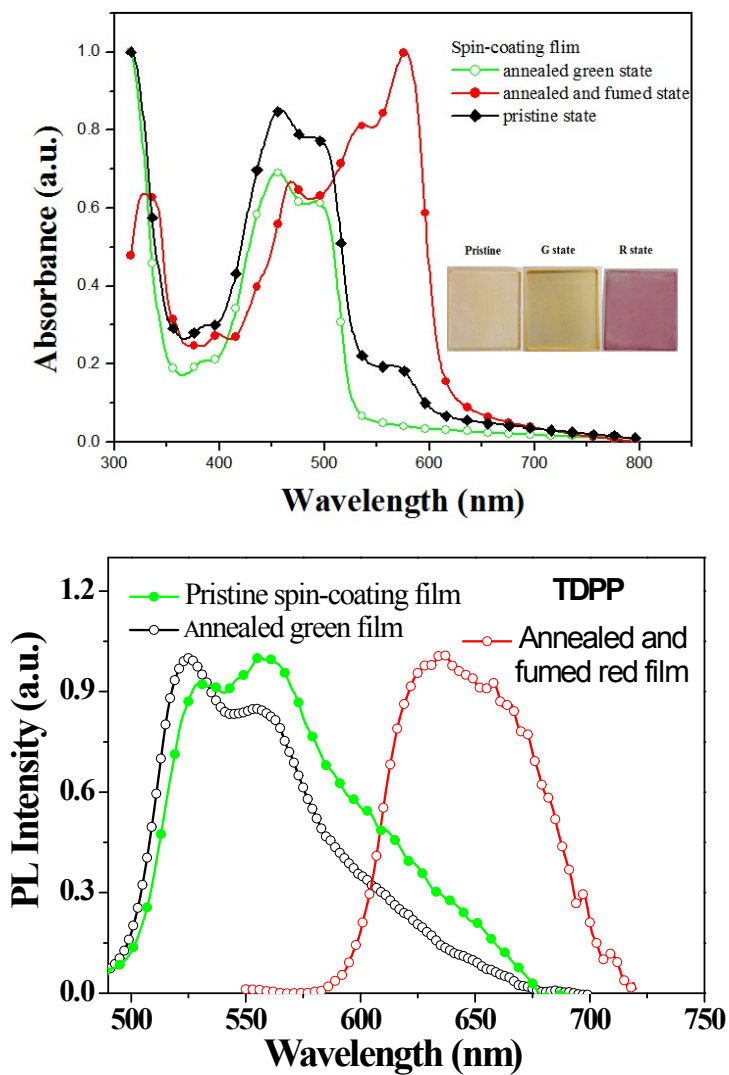 Spin-coating flim
annealed green state
annealed and fumed state
pristine state
1.0
0.8
0.6
0.4
0.2
0.0
Absorbance (a.u.)
Pristine G state R state
300 400 500 600 700 800
Wavelength (nm)
TDPP
Pristine spin-coating film
Annealed green film
Annealed and
fumed red film
1.2
0.9
0.6
0.3
0.0
PL Intensity (a.u.)
500 550 600 650 700 750
Wavelength (nm)